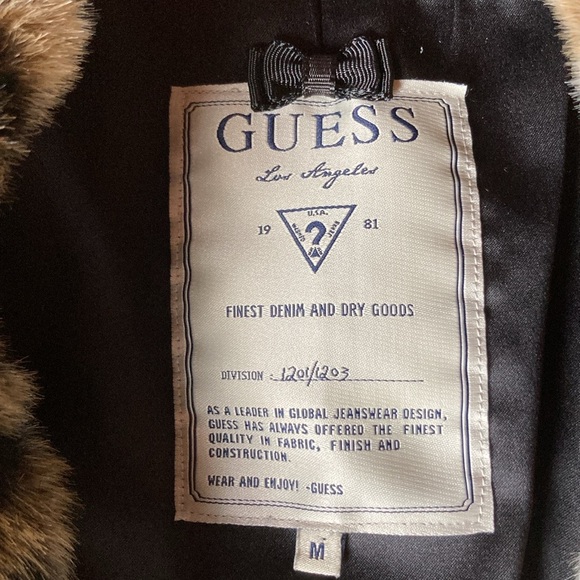 GUESS
Los Angeles
19 81
U.S.A.
?
FINEST DENIM AND DRY GOODS
DIVISION : 1201/1203
AS A LEADER IN GLOBAL JEANSWEAR DESIGN,
GUESS HAS ALWAYS OFFERED THE FINEST
QUALITY IN FABRIC, FINISH AND
CONSTRUCTION.
WEAR AND ENJOY! -GUESS
M